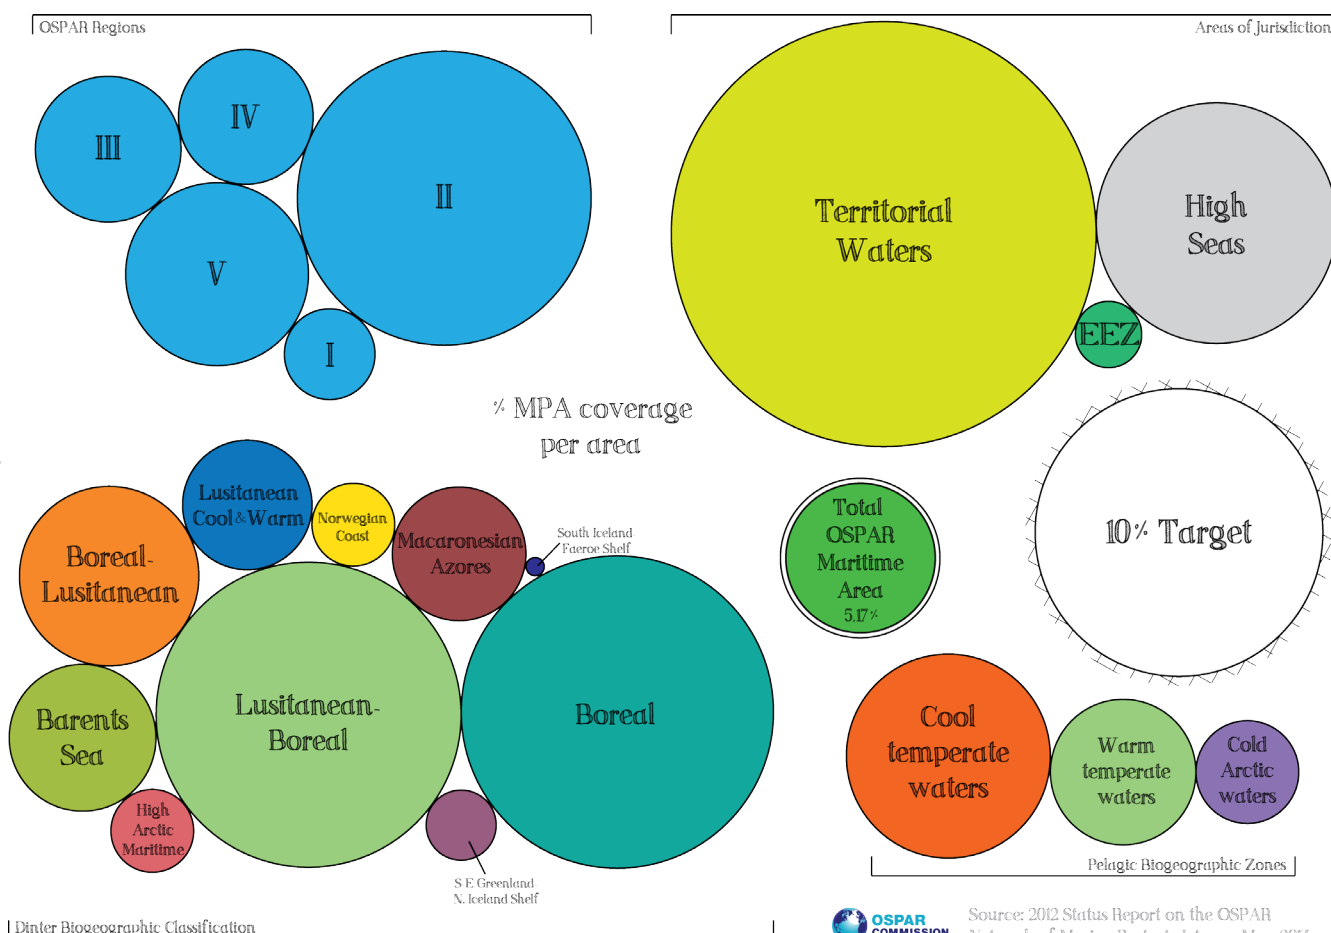 OSPAR Regions
Areas of Jurisdiction
III
IV
II
V
I
Territorial
Waters
High
Seas
EEZ
% MPA coverage
per area
10% Target
Total
OSPAR
Maritime
Area
5.17%
Lusitanean
Cool & Warm
Norwegian
Coast
Macaronesian
Azores
South Iceland-
Faeroe Shelf
Boreal-
Lusitanean
Barents
Sea
Lusitanean-
Boreal
Boreal
High
Arctic
Maritime
S-E Greenland-
N. Iceland Shelf
Cool
temperate
waters
Warm
temperate
waters
Cold
Arctic
waters
Pelagic Biogeographic Zones
Dinter Biogeographic Classification
OSPAR
COMMISSION
Source: 2012 Status Report on the OSPAR